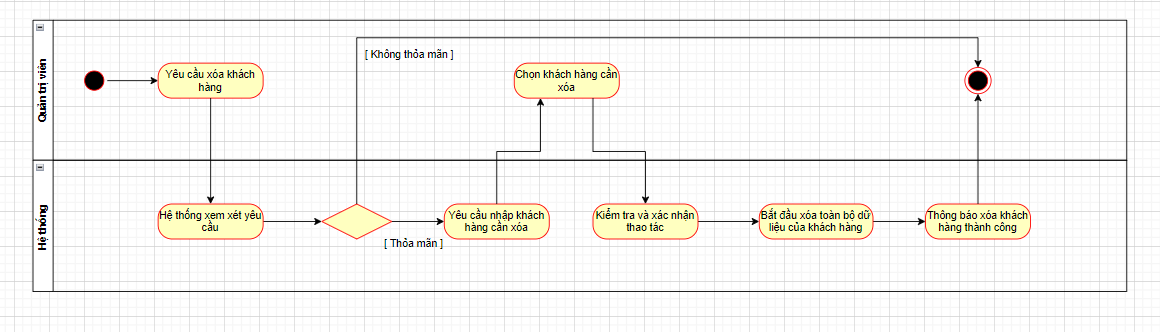 Quản trị viên
[ Không thỏa mãn ]
Yêu cầu xóa khách
hàng
Chọn khách hàng cần
xóa
Hệ thống
Hệ thống xem xét yêu
cầu
[ Thỏa mãn ]
Yêu cầu nhập khách
hàng cần xóa
Kiểm tra và xác nhận
thao tác
Bắt đầu xóa toàn bộ dữ
liệu của khách hàng
Thông báo xóa khách
hàng thành công